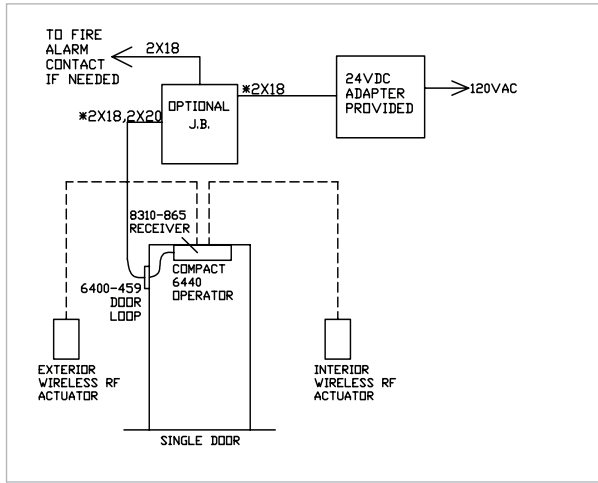 TO FIRE
ALARM
CONTACT
IF NEEDED
2X18
*2X18,2X20
OPTIONAL
J.B.
*2X18
24VDC
ADAPTER
PROVIDED
120VAC
8310-865
RECEIVER
COMPACT
6440
OPERATOR
6400-459
DOOR
LOOP
EXTERIOR
WIRELESS RF
ACTUATOR
INTERIOR
WIRELESS RF
ACTUATOR
SINGLE DOOR